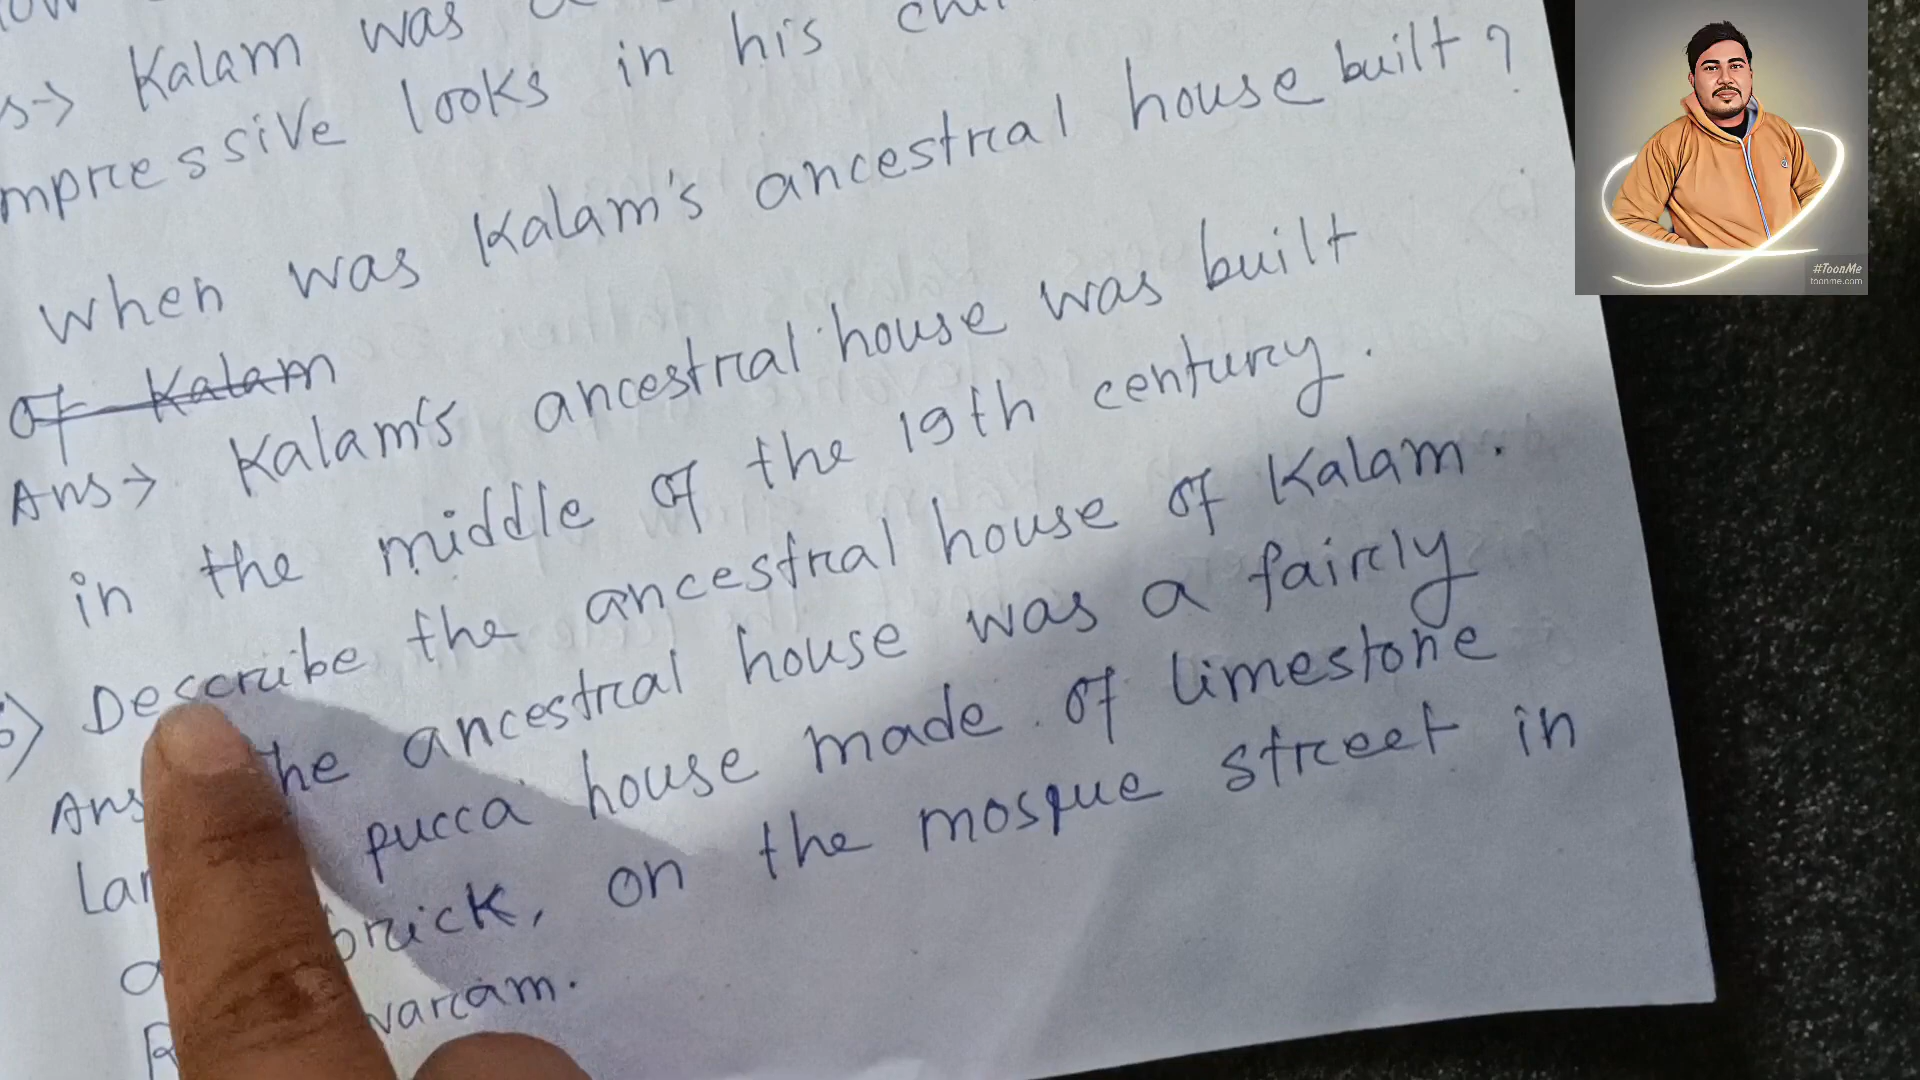 Kalam was
mpressive looks in his
When was Kalam's ancestral house built?
of Kalam
Ans→ Kalam's ancestral house was built
in the middle of the 19th century.
Describe the ancestral house of Kalam.
Ans the ancestral house was a fairly
Lar pucca house made of limestone
brick, on the mosque street in
R varam.
#ToonMe
toonme.com